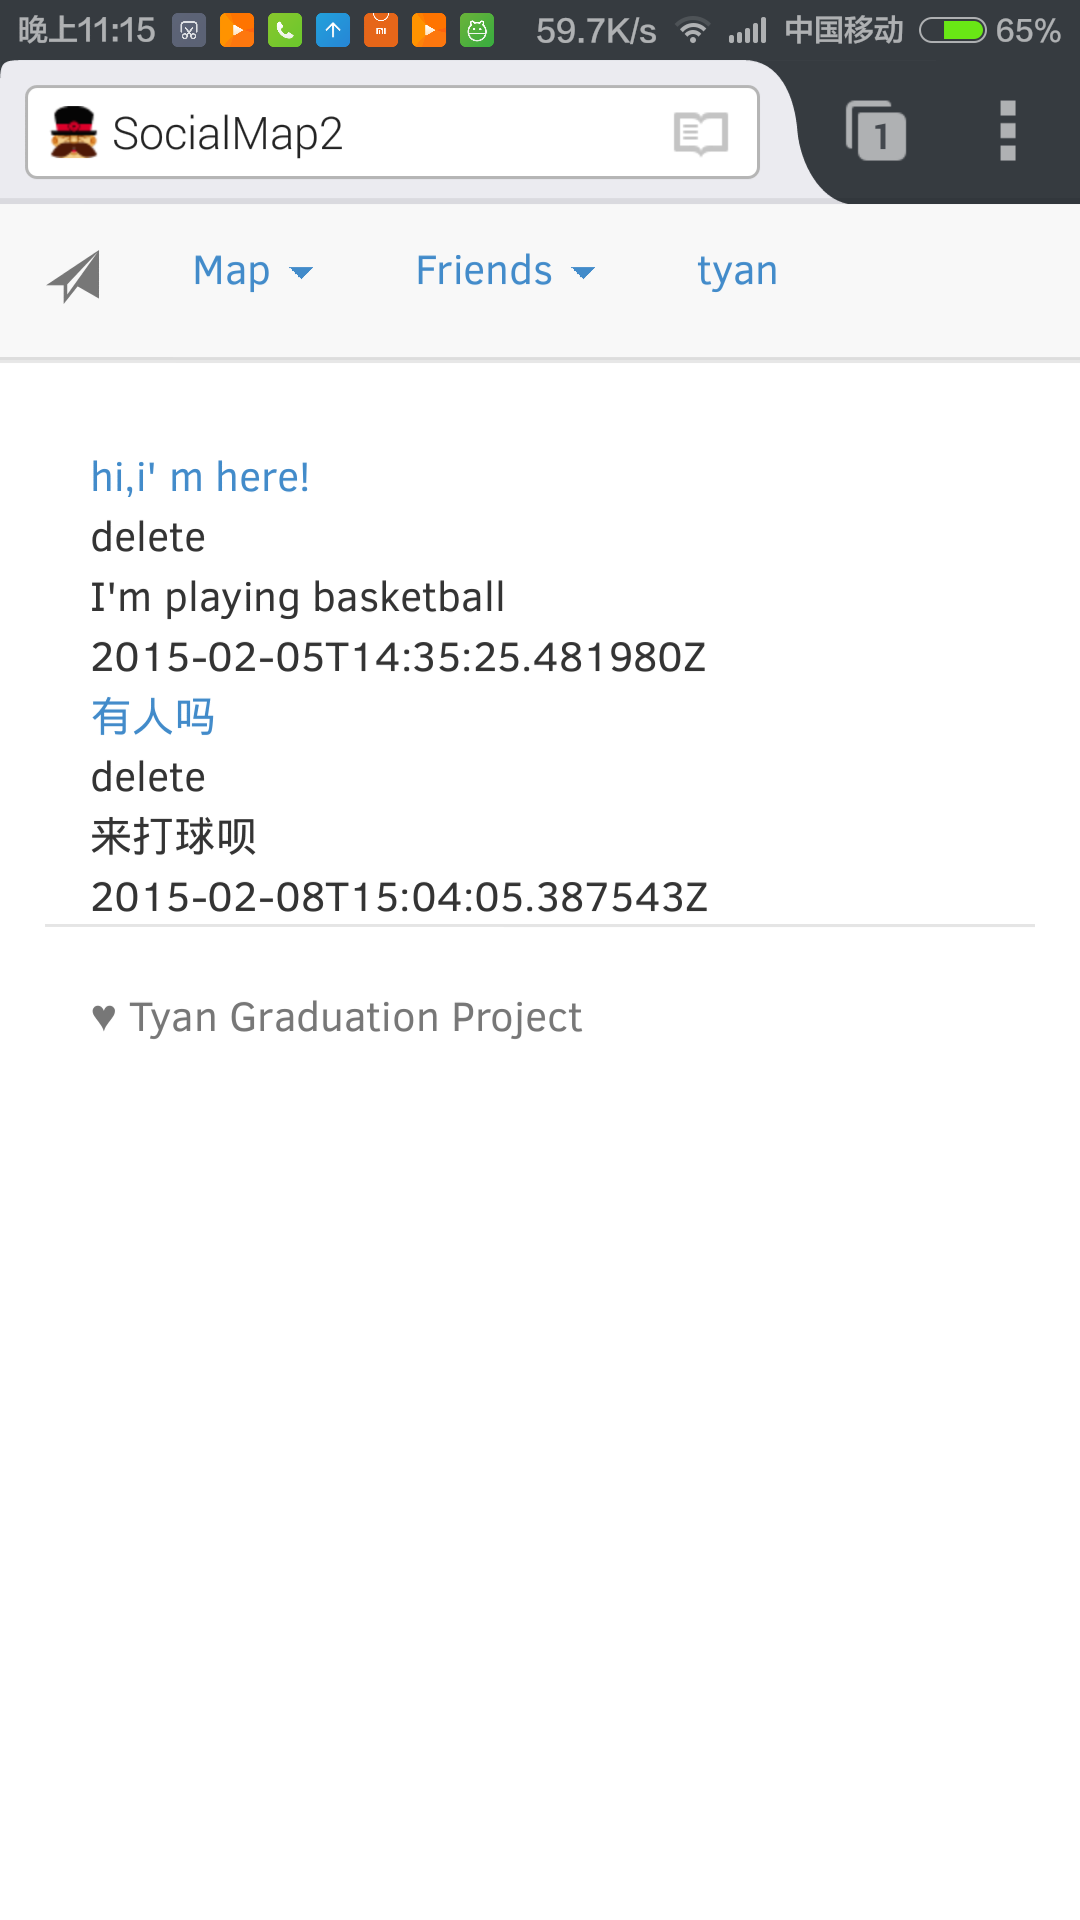 晚上11:15 59.7K/s 中国移动 65%
SocialMap2 1
Map Friends tyan
hi,i' m here!
delete
I'm playing basketball
2015-02-05T14:35:25.481980Z
有人吗
delete
来打球呗
2015-02-08T15:04:05.387543Z
♥ Tyan Graduation Project